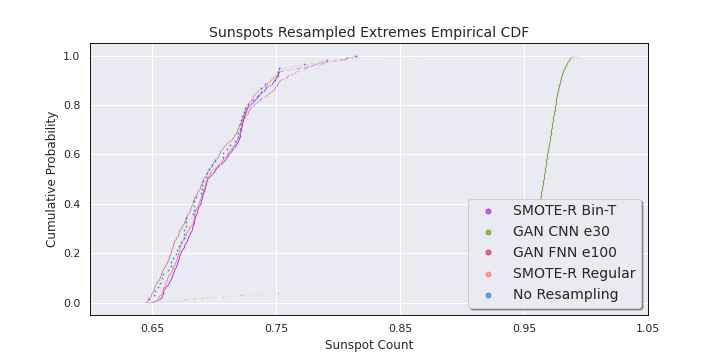 Sunspots Resampled Extremes Empirical CDF
Cumulative Probability
1.0
0.8
0.6
0.4
0.2
0.0
SMOTE-R Bin-T
GAN CNN e30
GAN FNN e100
SMOTE-R Regular
No Resampling
0.65
0.75
0.85
0.95
1.05
Sunspot Count